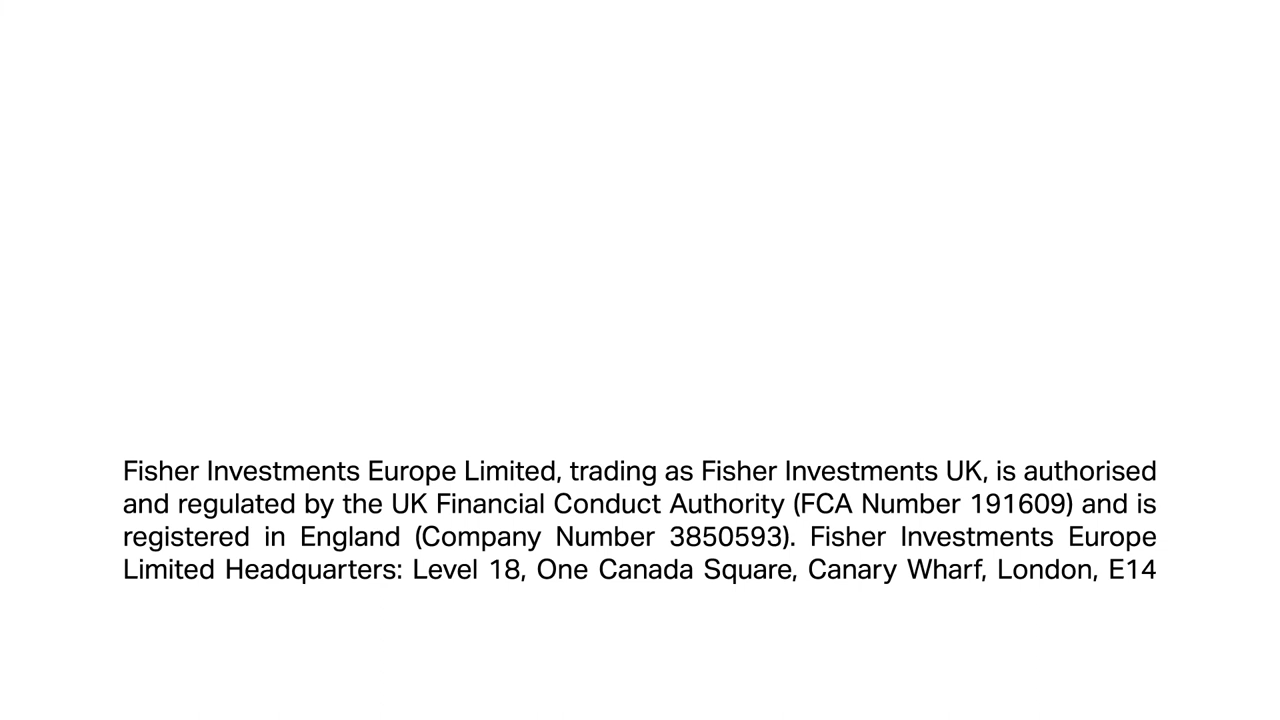 Fisher Investments Europe Limited, trading as Fisher Investments UK, is authorised
and regulated by the UK Financial Conduct Authority (FCA Number 191609) and is
registered in England (Company Number 3850593). Fisher Investments Europe
Limited Headquarters: Level 18, One Canada Square, Canary Wharf, London, E14